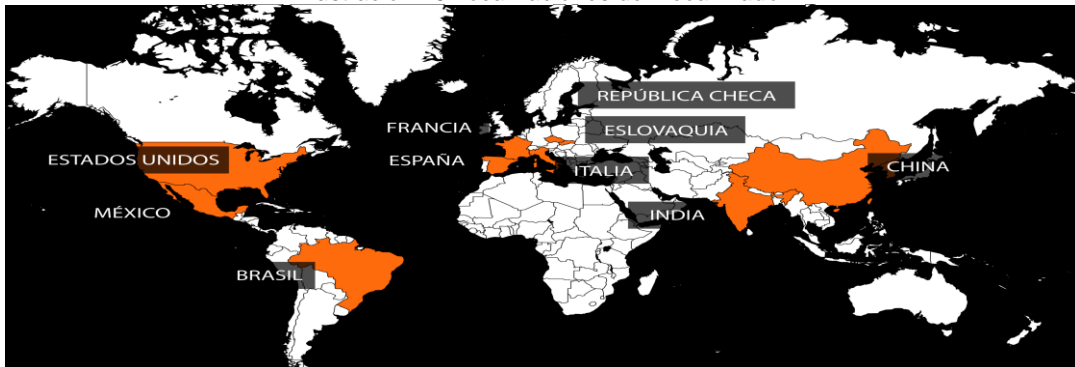 REPÚBLICA CHECA
FRANCIA
ESLOVAQUIA
ESTADOS UNIDOS
ESPAÑA
ITALIA
CHINA
MÉXICO
INDIA
BRASIL